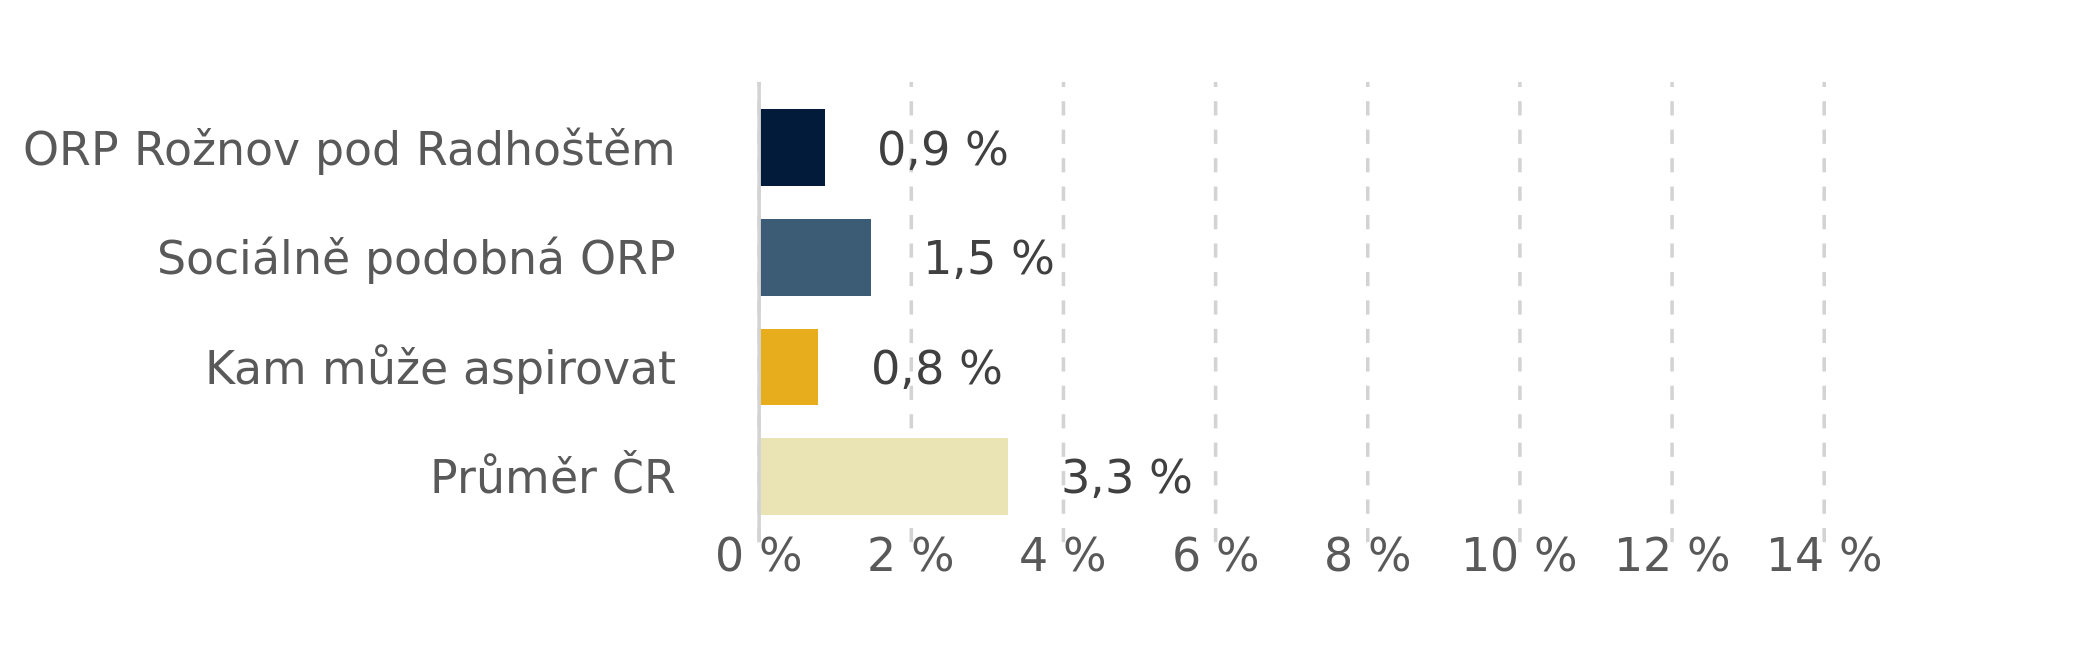 ORP Rožnov pod Radhoštěm 0,9 %
Sociálně podobná ORP 1,5 %
Kam může aspirovat 0,8 %
Průměr ČR 3,3 %
0 % 2 % 4 % 6 % 8 % 10 % 12 % 14 %